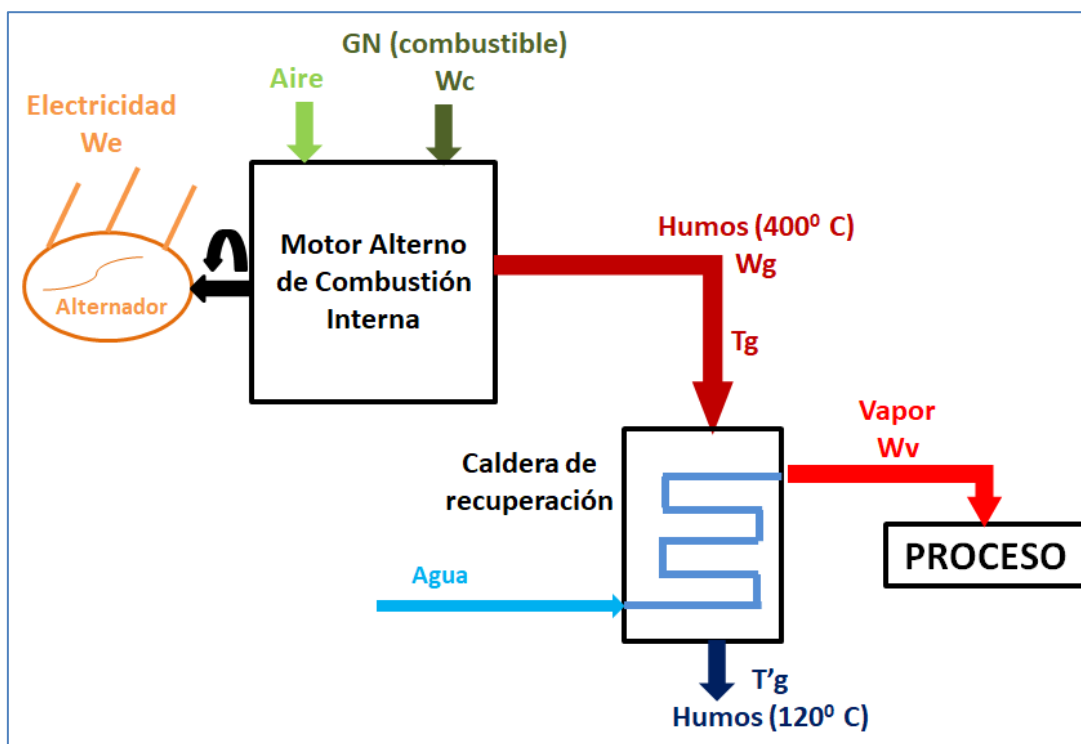 GN (combustible)
Wc
Aire
Electricidad
We
Motor Alterno
de Combustión
Interna
Alternador
Humos (400⁰ C)
Wg
Tg
Vapor
Wv
Caldera de
recuperación
PROCESO
Agua
T’g
Humos (120⁰ C)